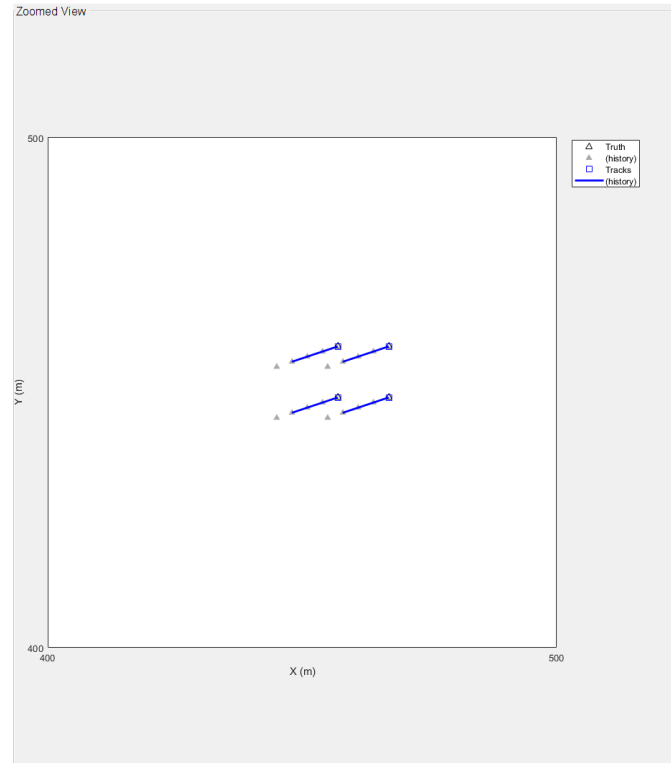 Zoomed View
500
Truth
(history)
Tracks
(history)
Y (m)
400
400
500
X (m)